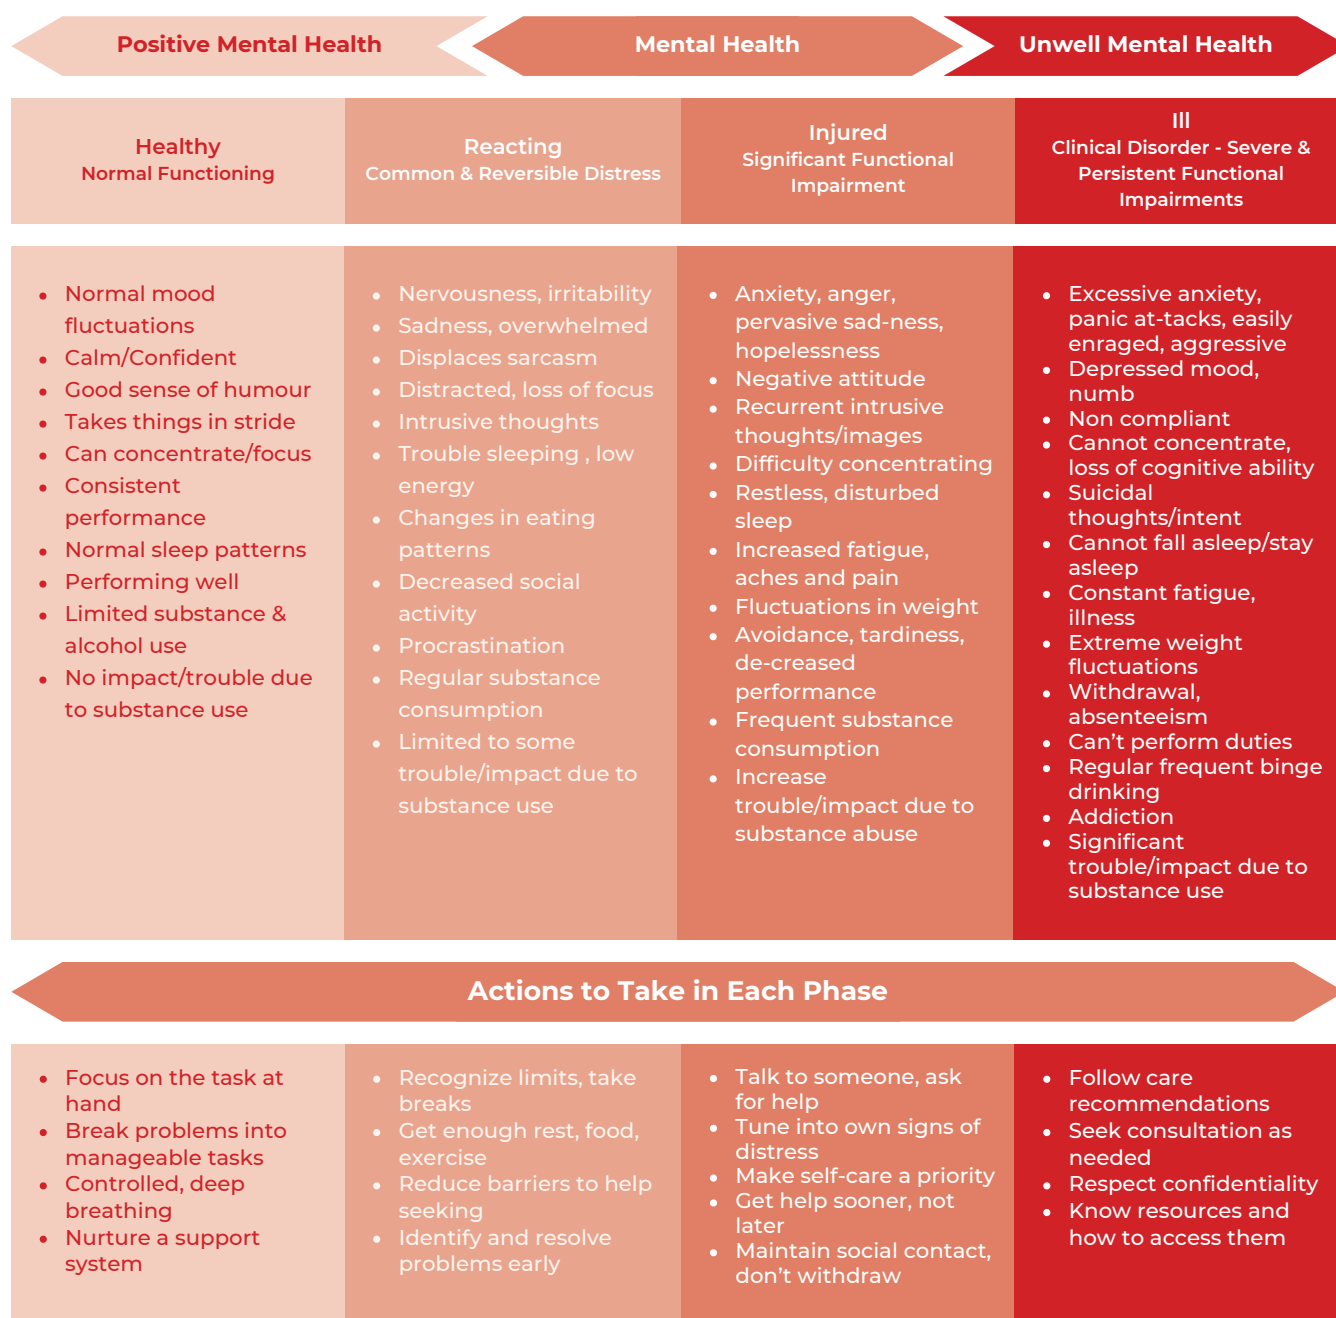 Positive Mental Health
Mental Health
Unwell Mental Health
Healthy
Normal Functioning
Reacting
Common & Reversible Distress
Injured
Significant Functional
Impairment
Ill
Clinical Disorder - Severe &
Persistent Functional
Impairments
• Normal mood
fluctuations
• Calm/Confident
• Good sense of humour
• Takes things in stride
• Can concentrate/focus
• Consistent
performance
• Normal sleep patterns
• Performing well
• Limited substance &
alcohol use
• No impact/trouble due
to substance use
• Nervousness, irritability
• Sadness, overwhelmed
• Displaces sarcasm
• Distracted, loss of focus
• Intrusive thoughts
• Trouble sleeping , low
energy
• Changes in eating
patterns
• Decreased social
activity
• Procrastination
• Regular substance
consumption
• Limited to some
trouble/impact due to
substance use
• Anxiety, anger,
pervasive sad-ness,
hopelessness
• Negative attitude
• Recurrent intrusive
thoughts/images
• Difficulty concentrating
• Restless, disturbed
sleep
• Increased fatigue,
aches and pain
• Fluctuations in weight
• Avoidance, tardiness,
de-creased
performance
• Frequent substance
consumption
• Increase
trouble/impact due to
substance abuse
• Excessive anxiety,
panic at-tacks, easily
enraged, aggressive
• Depressed mood,
numb
• Non compliant
• Cannot concentrate,
loss of cognitive ability
• Suicidal
thoughts/intent
• Cannot fall asleep/stay
asleep
• Constant fatigue,
illness
• Extreme weight
fluctuations
• Withdrawal,
absenteeism
• Can’t perform duties
• Regular frequent binge
drinking
• Addiction
• Significant
trouble/impact due to
substance use
Actions to Take in Each Phase
• Focus on the task at
hand
• Break problems into
manageable tasks
• Controlled, deep
breathing
• Nurture a support
system
• Recognize limits, take
breaks
• Get enough rest, food,
exercise
• Reduce barriers to help
seeking
• Identify and resolve
problems early
• Talk to someone, ask
for help
• Tune into own signs of
distress
• Make self-care a priority
• Get help sooner, not
later
• Maintain social contact,
don’t withdraw
• Follow care
recommendations
• Seek consultation as
needed
• Respect confidentiality
• Know resources and
how to access them